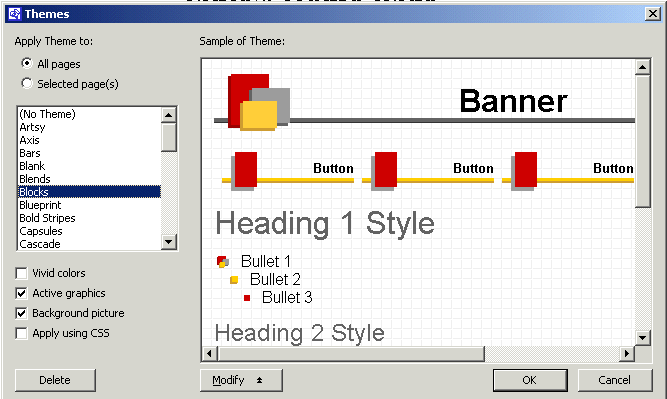 Themes
Apply Theme to:
All pages
Selected page(s)
(No Theme)
Artsy
Axis
Bars
Blank
Blends
Blocks
Blueprint
Bold Stripes
Capsules
Cascade
Vivid colors
Active graphics
Background picture
Apply using CSS
Delete
Sample of Theme:
Banner
Button Button Button
Heading 1 Style
Bullet 1
Bullet 2
Bullet 3
Heading 2 Style
Modify
OK
Cancel